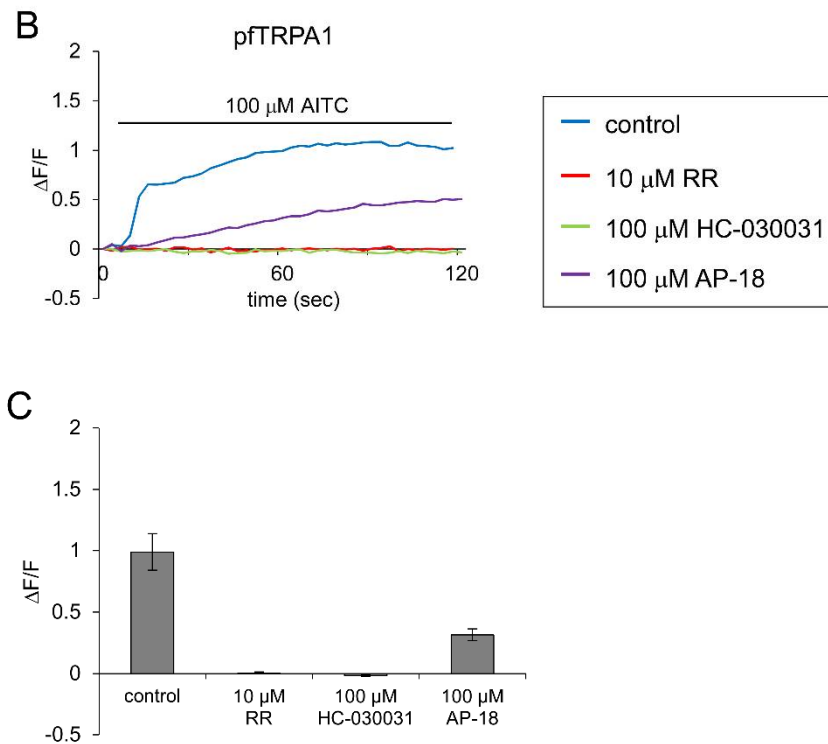 B
pfTRPA1
2
1.5
1
0.5
0
-0.5
ΔF/F
100 μM AITC
0
60
120
time (sec)
control
10 μM RR
100 μM HC-030031
100 μM AP-18
C
2
1.5
1
0.5
0
-0.5
ΔF/F
control
10 μM
RR
100 μM
HC-030031
100 μM
AP-18